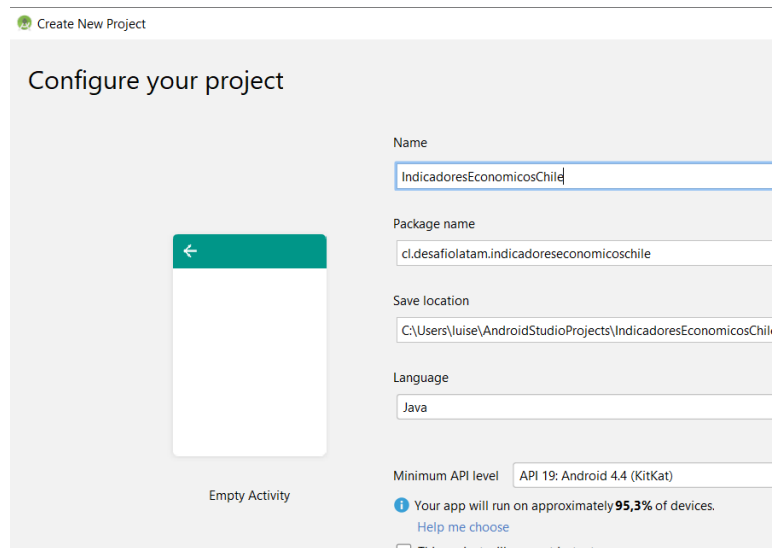 Create New Project
Configure your project
Name
IndicadoresEconomicosChile
Package name
cl.desafiolatam.indicadoreseconomicoschile
Save location
C:\Users\luise\AndroidStudioProjects\IndicadoresEconomicosChile
Language
Java
Minimum API level API 19: Android 4.4 (KitKat)
Empty Activity
Your app will run on approximately 95,3% of devices.
Help me choose